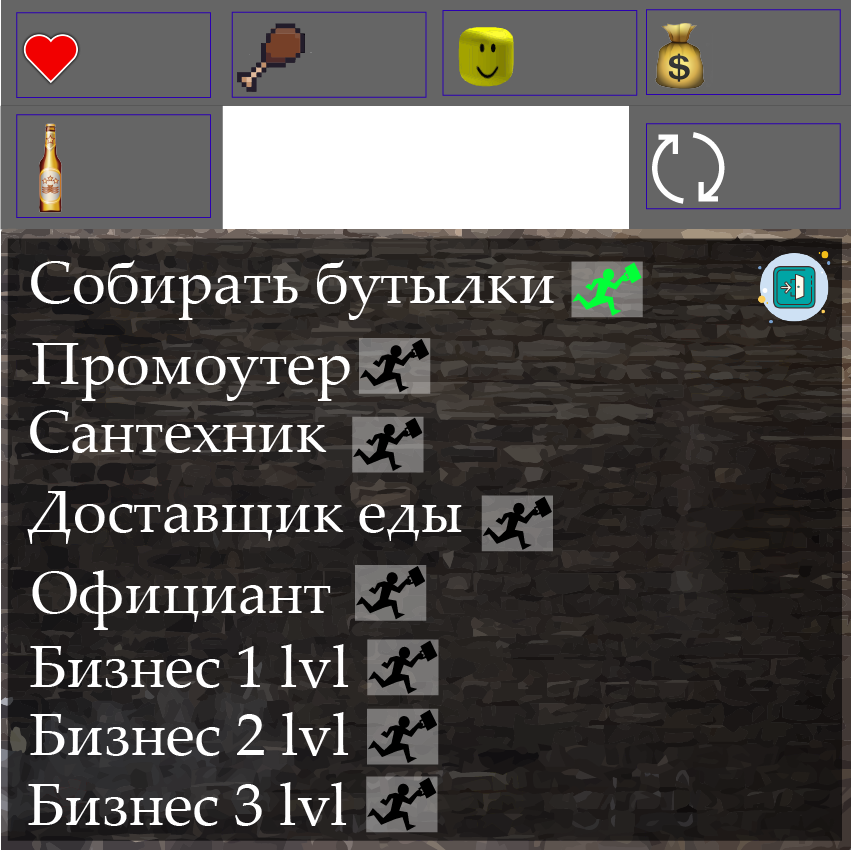 $
Собирать бутылки
Промоутер
Сантехник
Доставщик еды
Официант
Бизнес 1 lvl
Бизнес 2 lvl
Бизнес 3 lvl